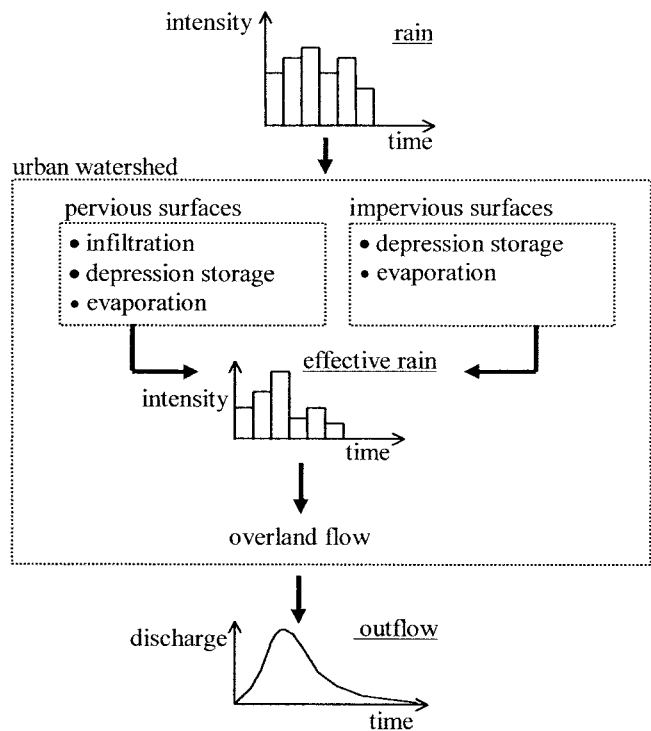 intensity
rain
time
urban watershed
pervious surfaces
• infiltration
• depression storage
• evaporation
impervious surfaces
• depression storage
• evaporation
effective rain
intensity
time
overland flow
discharge
outflow
time